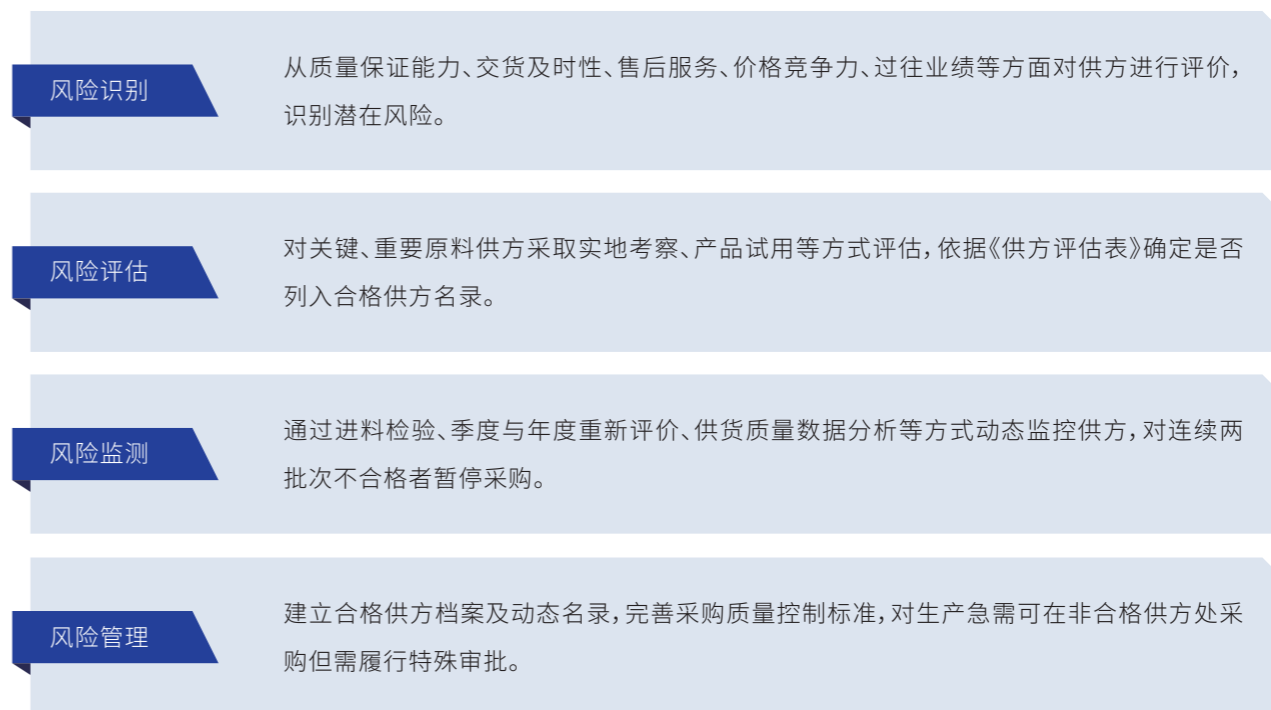 风险识别
从质量保证能力、交货及时性、售后服务、价格竞争力、过往业绩等方面对供方进行评价，
识别潜在风险。
风险评估
对关键、重要原料供方采取实地考察、产品试用等方式评估，依据《供方评估表》确定是否
列入合格供方名录。
风险监测
通过进料检验、季度与年度重新评价、供货质量数据分析等方式动态监控供方，对连续两
批次不合格者暂停采购。
风险管理
建立合格供方档案及动态名录，完善采购质量控制标准，对生产急需可在非合格供方处采
购但需履行特殊审批。